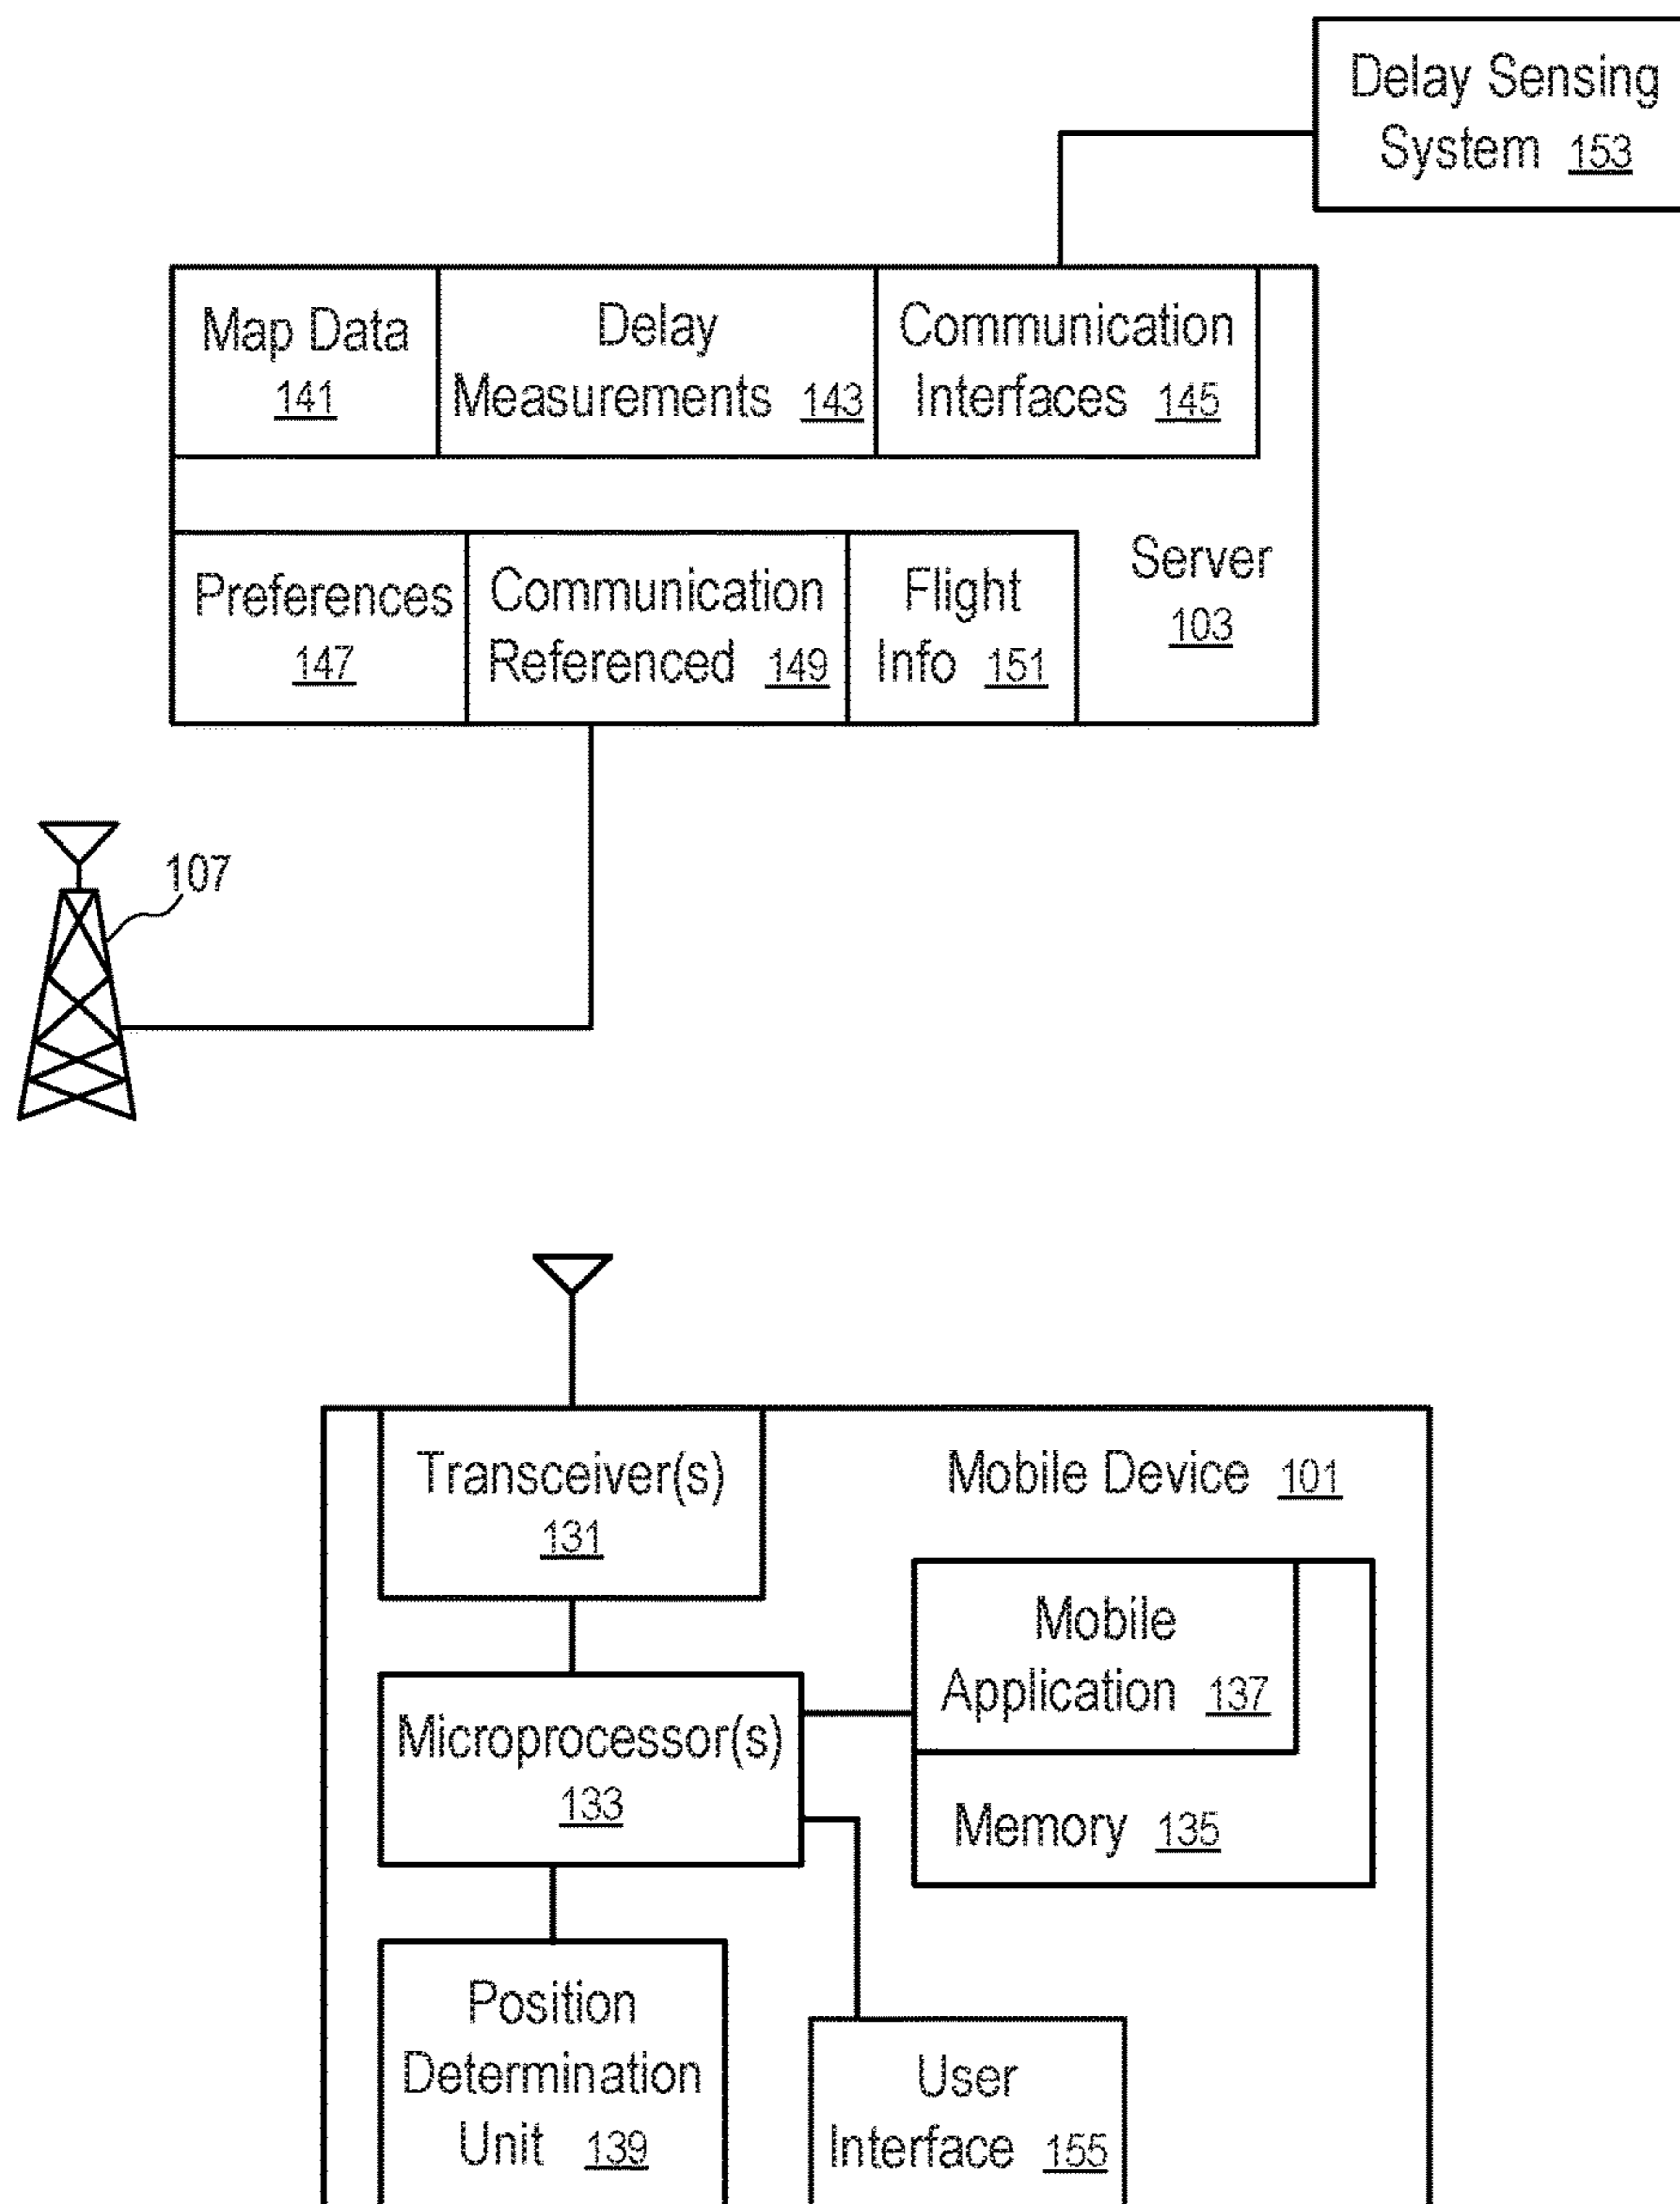 Delay Sensing
System 153
Map Data
141
Delay
Measurements 143
Communication
Interfaces 145
Preferences
147
Communication
Referenced 149
Flight
Info 151
Server
103
107
Transceiver(s)
131
Mobile Device 101
Mobile
Application 137
Microprocessor(s)
133
Memory 135
Position
Determination
Unit 139
User
Interface 155